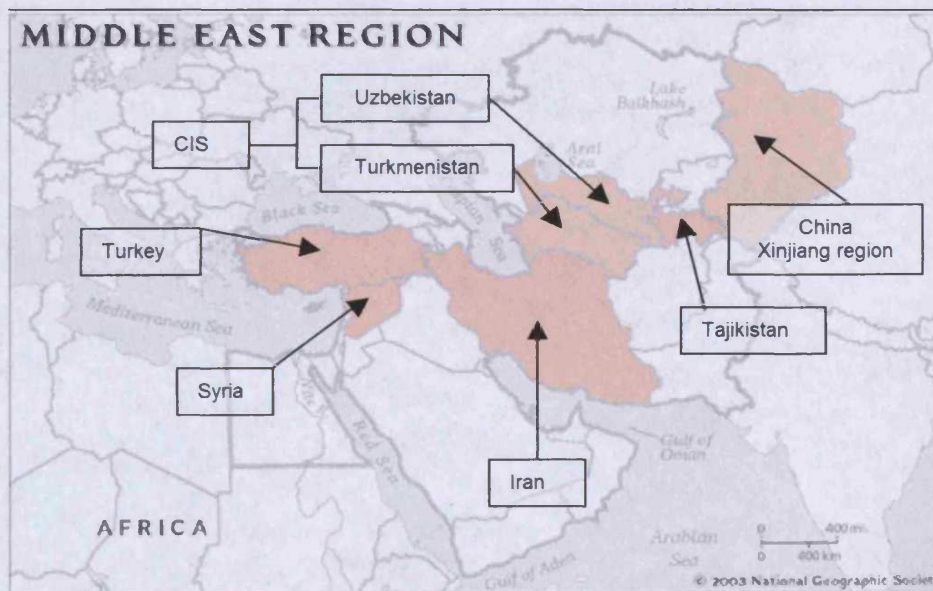 MIDDLE EAST REGION
Uzbekistan
CIS
Turkmenistan
Lake
Balkhash
Aral
Sea
Caspian
Sea
Black Sea
Turkey
China
Xinjiang region
Mediterranean Sea
Tajikistan
Syria
Nile
Red Sea
Gulf of
Oman
Iran
AFRICA
Arabian
Sea
0 400 mi
0 400 km
Gulf of Aden
© 2003 National Geographic Societ